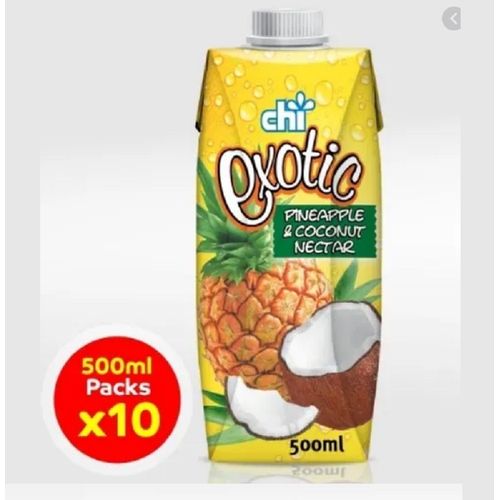 chi
exotic
PINEAPPLE
& COCONUT
NECTAR
500ml
Packs
x10
500ml